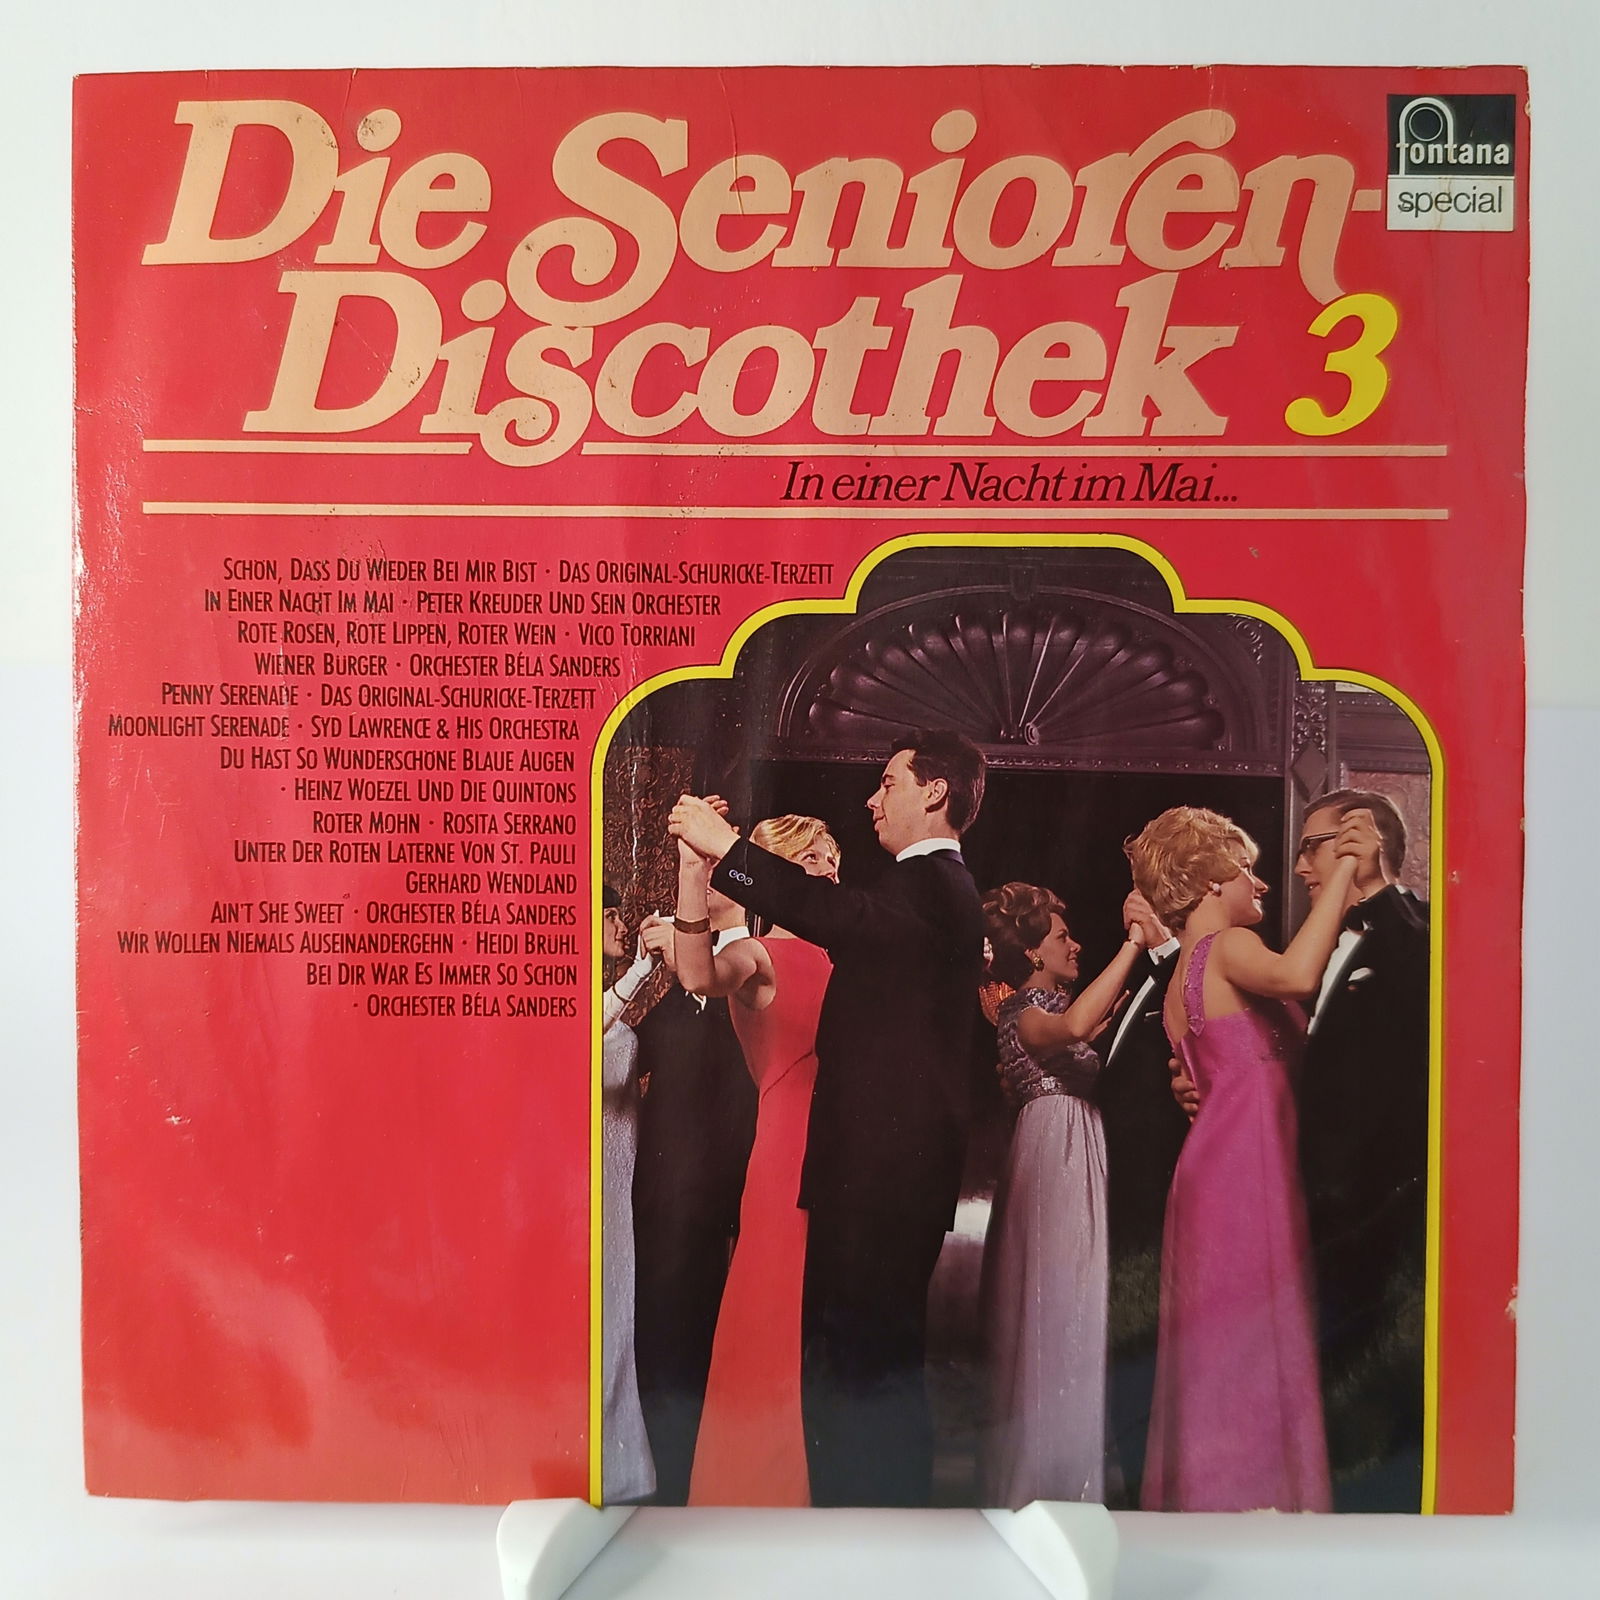 Die Senioren-
Discothek 3
fontana
special
In einer Nacht im Mai...
SCHÖN, DASS DU WIEDER BEI MIR BIST · DAS ORIGINAL-SCHURICKE-TERZETT
IN EINER NACHT IM MAI · PETER KREUDER UND SEIN ORCHESTER
ROTE ROSEN, ROTE LIPPEN, ROTER WEIN · VICO TORRIANI
WIENER BÜRGER · ORCHESTER BÉLA SANDERS
PENNY SERENADE · DAS ORIGINAL-SCHURICKE-TERZETT
MOONLIGHT SERENADE · SYD LAWRENCE & HIS ORCHESTRA
DU HAST SO WUNDERSCHÖNE BLAUE AUGEN
· HEINZ WOEZEL UND DIE QUINTONS
ROTER MOHN · ROSITA SERRANO
UNTER DER ROTEN LATERNE VON ST. PAULI
GERHARD WENDLAND
AIN'T SHE SWEET · ORCHESTER BÉLA SANDERS
WIR WOLLEN NIEMALS AUSEINANDERGEHN · HEIDI BRÜHL
BEI DIR WAR ES IMMER SO SCHÖN
· ORCHESTER BÉLA SANDERS